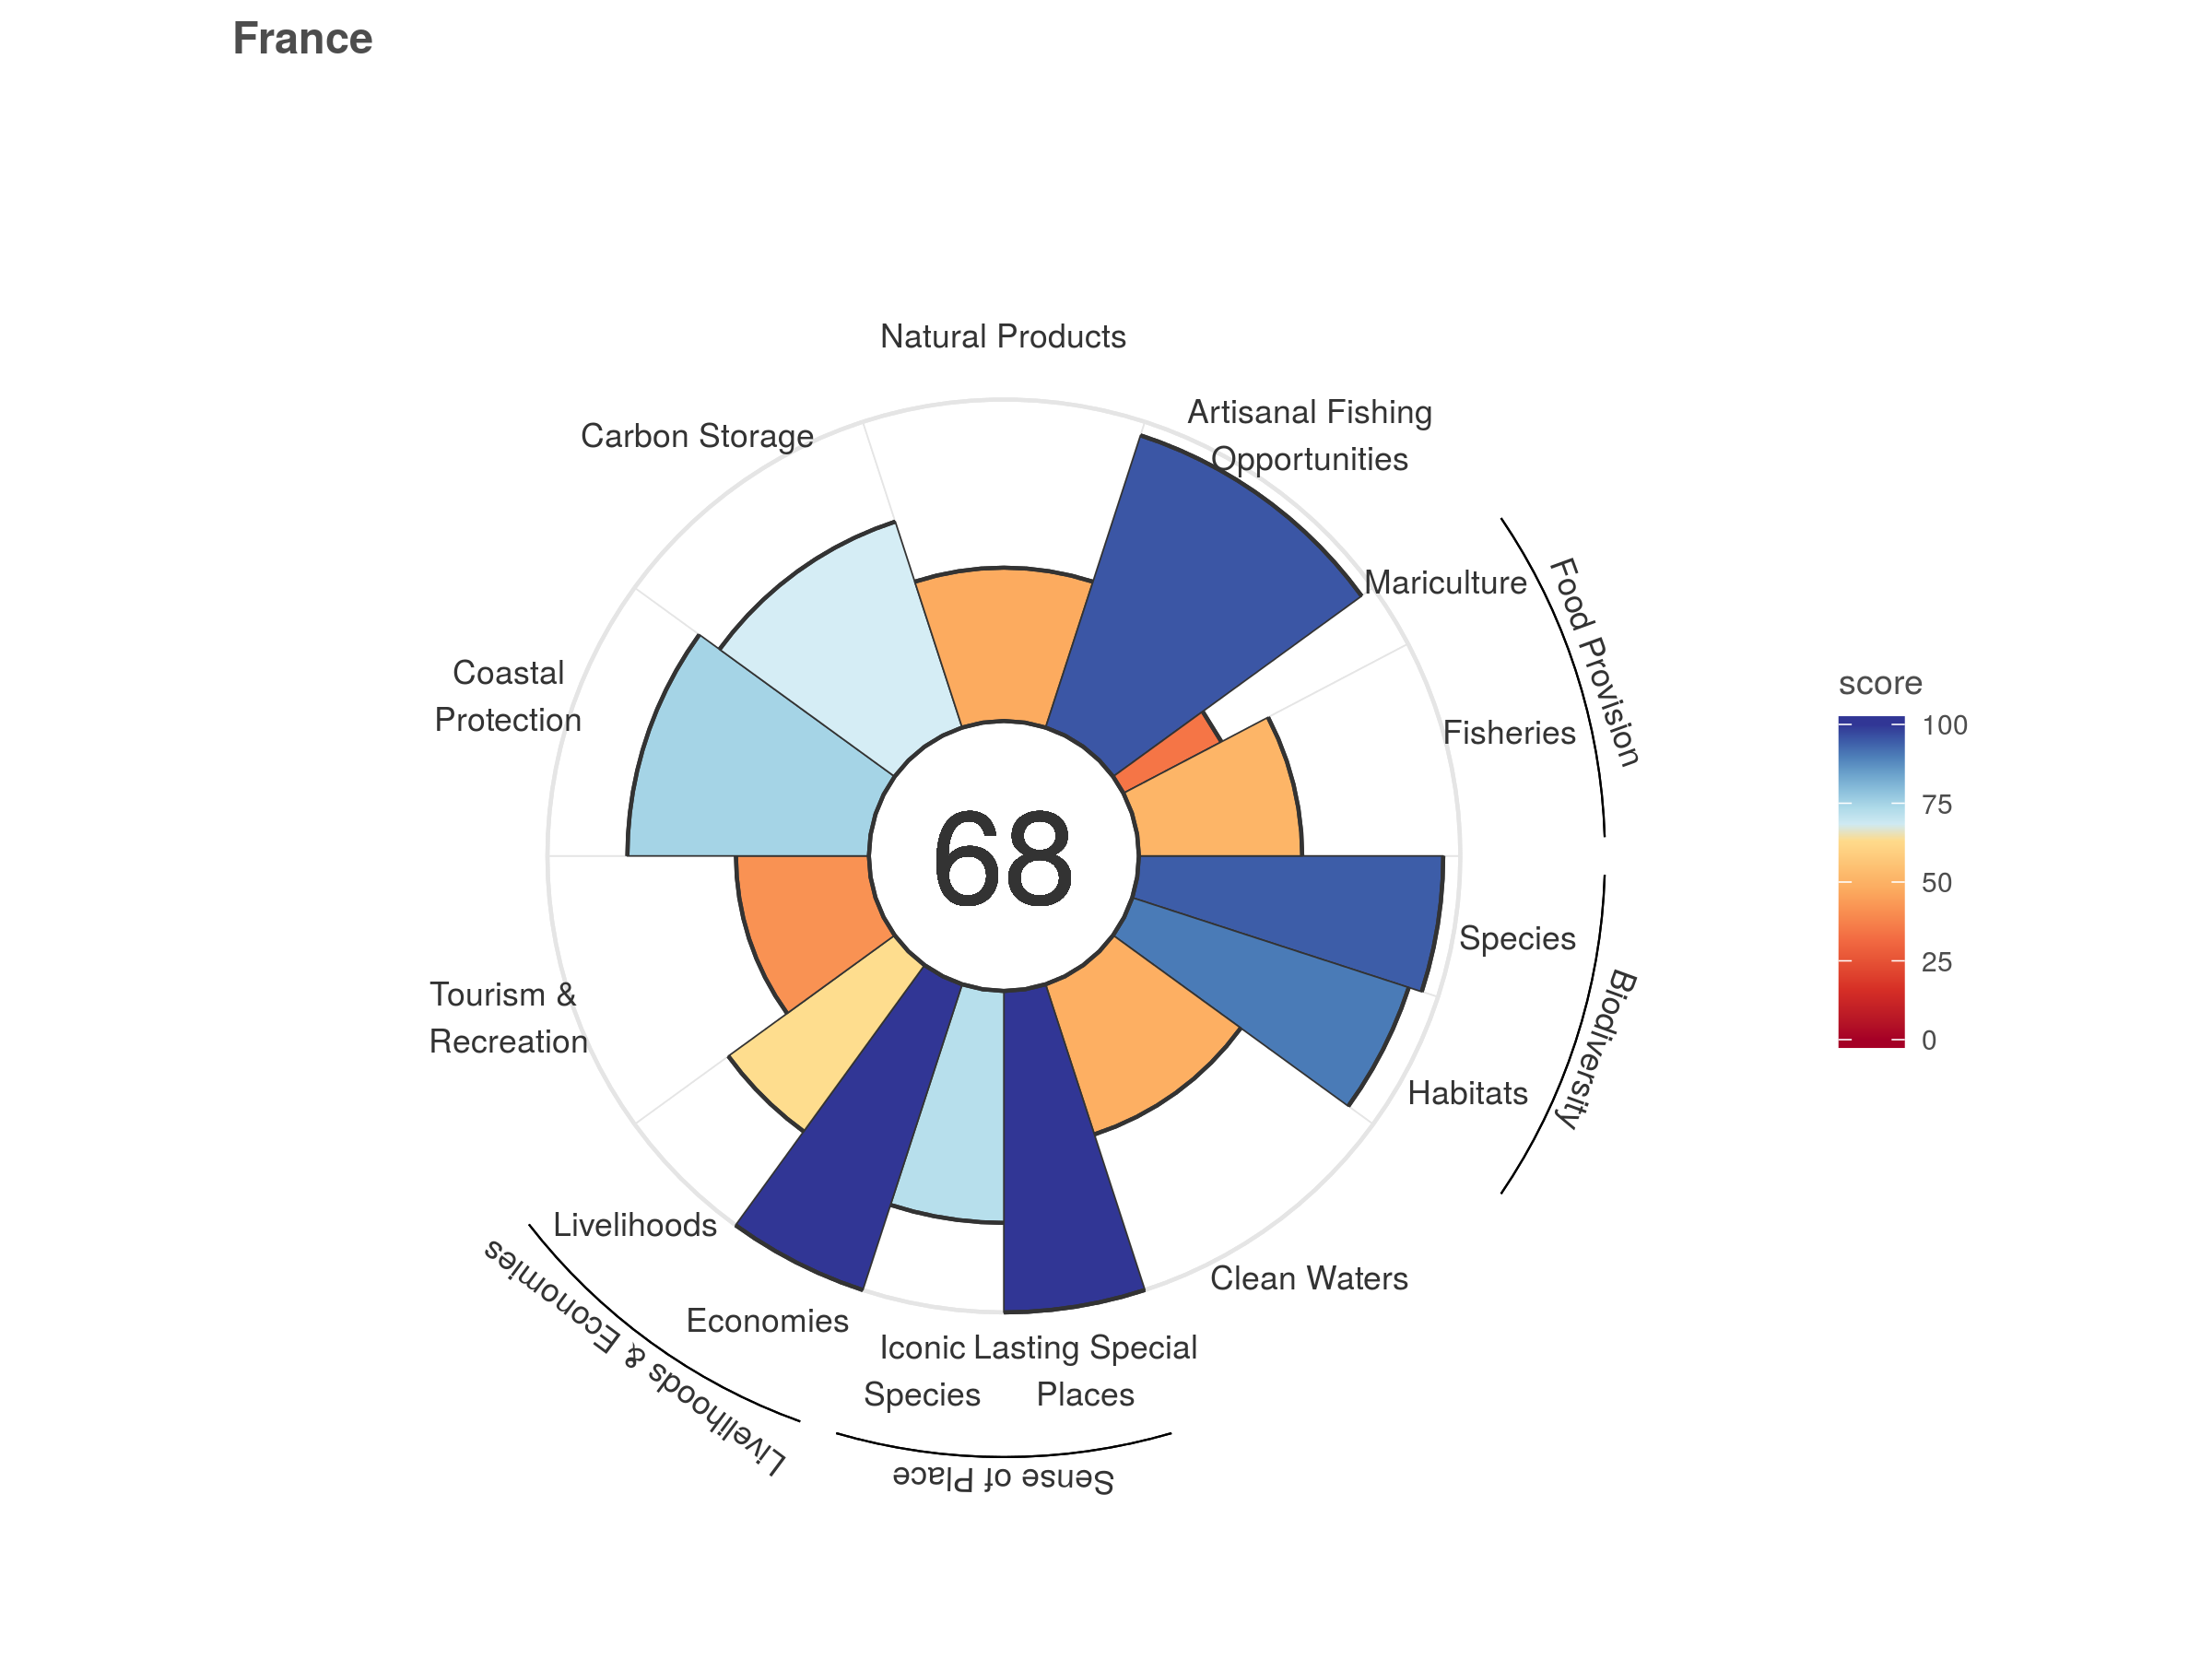 France
Natural Products
Artisanal Fishing
Opportunities
Carbon Storage
Mariculture
Food Provision
Coastal
Protection
Fisheries
score
100
75
50
25
0
68
Species
Biodiversity
Tourism &
Recreation
Habitats
Livelihoods
Clean Waters
Economies
Iconic
Species
Lasting Special
Places
Livelihoods & Economies
Sense of Place